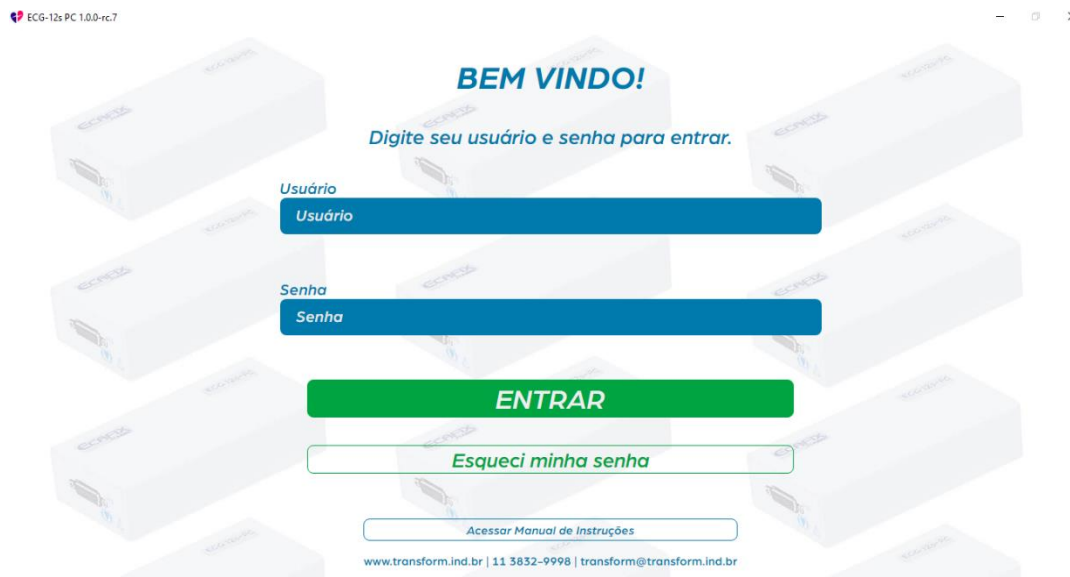 ECG-12s PC 1.0.0-rc.7
BEM VINDO!
Digite seu usuário e senha para entrar.
Usuário
Usuário
Senha
Senha
ENTRAR
Esqueci minha senha
Acessar Manual de Instruções
www.transform.ind.br | 11 3832-9998 | transform@transform.ind.br